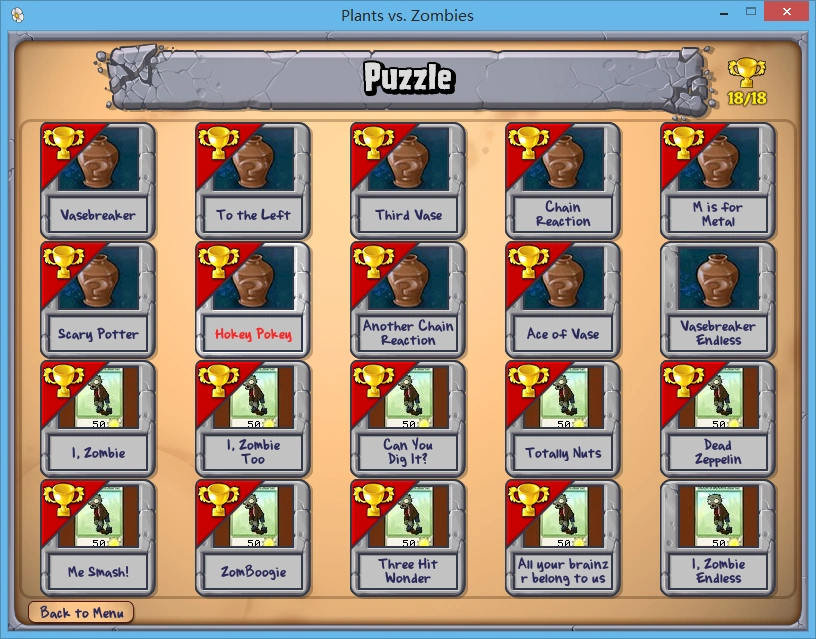 Plants vs. Zombies
Puzzle
18/18
Vasebreaker
To the Left
Third Vase
Chain
Reaction
M is for
Metal
Scary Potter
Hokey Pokey
Another Chain
Reaction
Ace of Vase
Vasebreaker
Endless
50
50
50
50
50
I, Zombie
I, Zombie
Too
Can You
Dig It?
Totally Nuts
Dead
Zeppelin
50
50
50
50
50
Me Smash!
ZomBoogie
Three Hit
Wonder
All your brainz
r belong to us
I, Zombie
Endless
Back to Menu